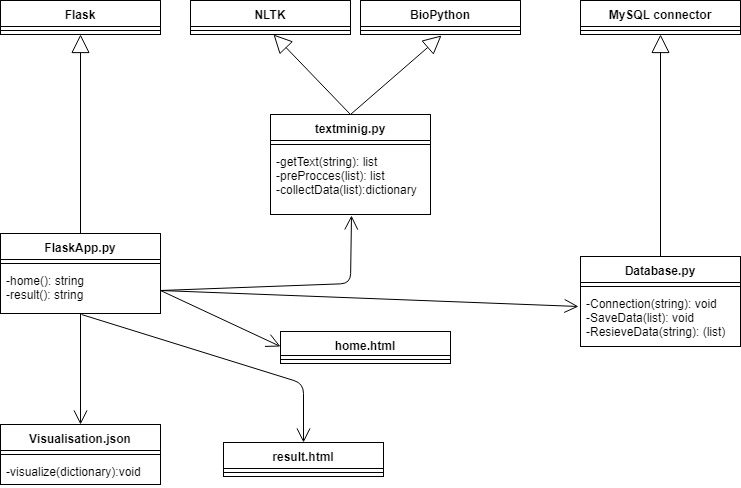 Flask
NLTK
BioPython
MySQL connector
textminig.py
-getText(string): list
-preProcces(list): list
-collectData(list):dictionary
FlaskApp.py
-home(): string
-result(): string
Database.py
-Connection(string): void
-SaveData(list): void
-ResieveData(string): (list)
home.html
Visualisation.json
-visualize(dictionary):void
result.html